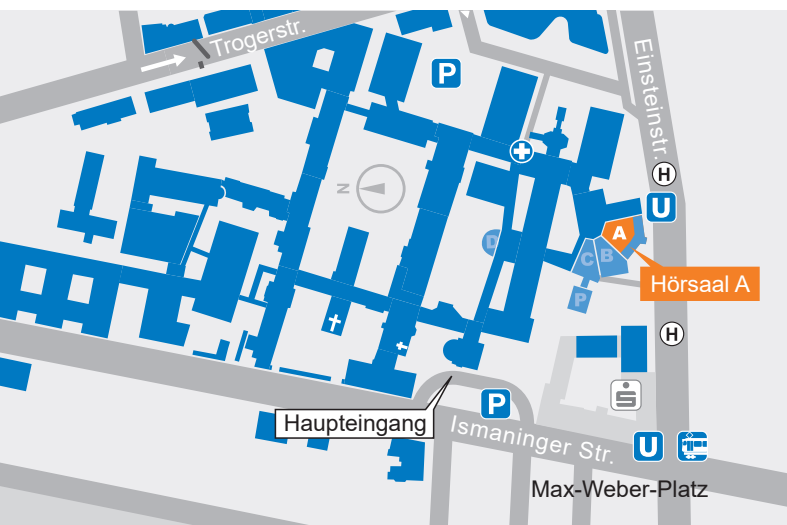 Trogerstr.
Einsteinstr.
P
H
U
N
A
D
C
B
Hörsaal A
P
H
S
P
Haupteingang
Ismaninger Str.
U
Max-Weber-Platz